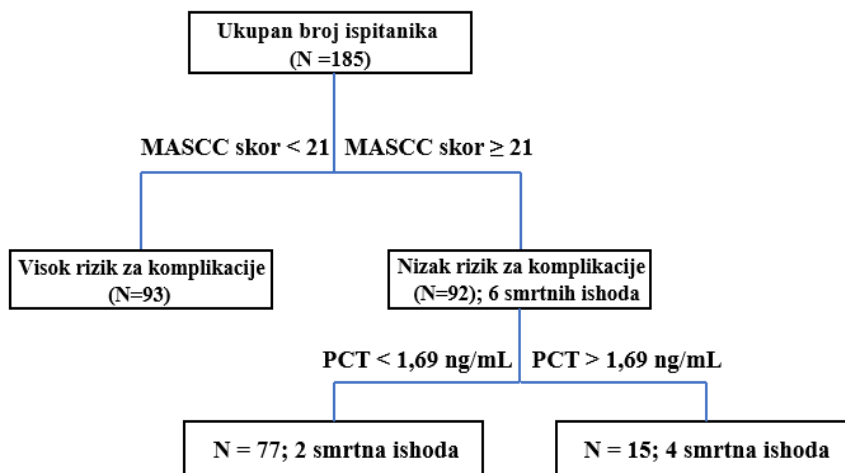 Ukupan broj ispitanika
(N =185)
MASCC skor < 21
MASCC skor ≥ 21
Visok rizik za komplikacije
(N=93)
Nizak rizik za komplikacije
(N=92); 6 smrtnih ishoda
PCT < 1,69 ng/mL
PCT > 1,69 ng/mL
N = 77; 2 smrtna ishoda
N = 15; 4 smrtna ishoda